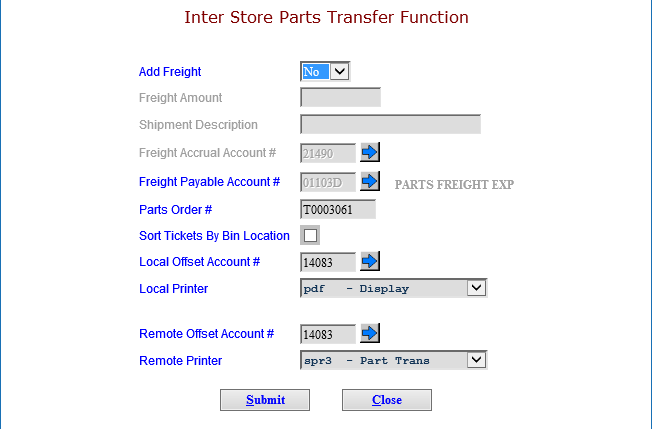 Inter Store Parts Transfer Function
Add Freight No
Freight Amount
Shipment Description
Freight Accrual Account # 21490
Freight Payable Account # 01103D PARTS FREIGHT EXP
Parts Order # T0003061
Sort Tickets By Bin Location
Local Offset Account # 14083
Local Printer pdf - Display
Remote Offset Account # 14083
Remote Printer spr3 - Part Trans
Submit Close